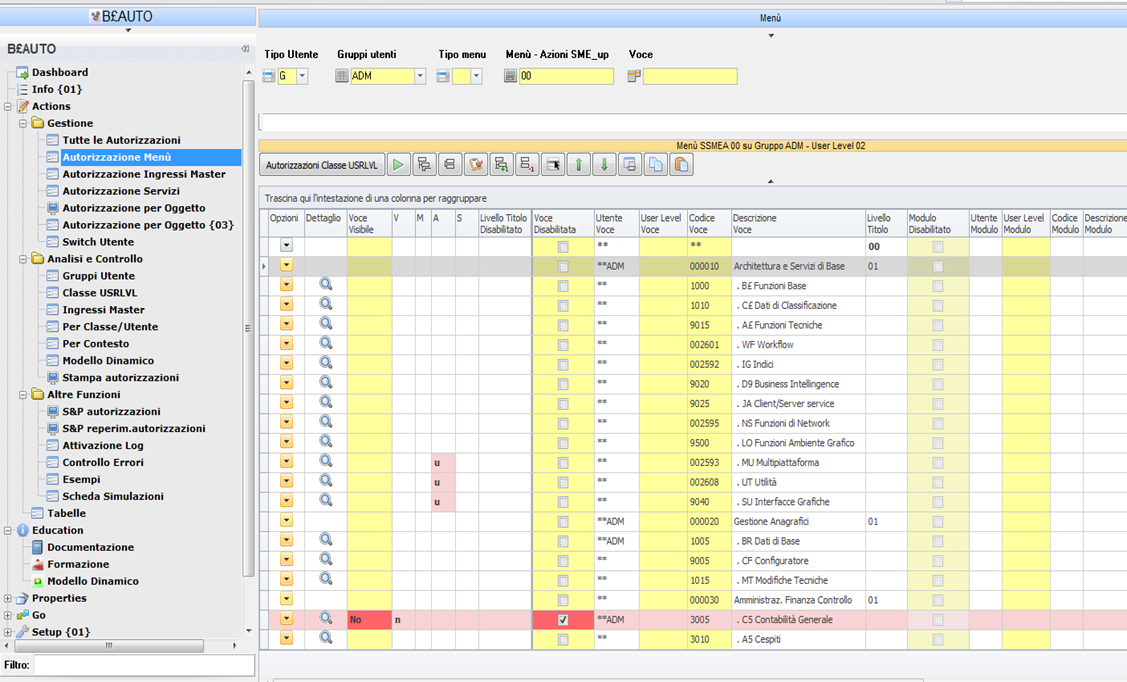 B£AUTO
Menù
B£AUTO
Dashboard
Info {01}
Actions
Gestione
Tutte le Autorizzazioni
Autorizzazione Menù
Autorizzazione Ingressi Master
Autorizzazione Servizi
Autorizzazione per Oggetto
Autorizzazione per Oggetto {03}
Switch Utente
Analisi e Controllo
Gruppi Utente
Classe USRLVL
Ingressi Master
Per Classe/Utente
Per Contesto
Modello Dinamico
Stampa autorizzazioni
Altre Funzioni
S&P autorizzazioni
S&P reperim.autorizzazioni
Attivazione Log
Controllo Errori
Esempi
Scheda Simulazioni
Tabelle
Education
Documentazione
Formazione
Modello Dinamico
Properties
Go
Setup {01}
Filtro:
Tipo Utente Gruppi utenti Tipo menu Menù - Azioni SME_up Voce
G ADM 00
Menù SSMEA 00 su Gruppo ADM - User Level 02
Autorizzazioni Classe USRLVL
Trascina qui l'intestazione di una colonna per raggruppare
Opzioni Dettaglio Voce Visibile V M A S Livello Titolo Disabilitato Voce Disabilitata Utente Voce User Level Voce Codice Voce Descrizione Voce Livello Titolo Modulo Disabilitato Utente Modulo User Level Modulo Codice Modulo Descrizione Modulo
** ** 00
**ADM 000010 Architettura e Servizi di Base 01
** 1000 . B£ Funzioni Base
** 1010 . C£ Dati di Classificazione
** 9015 . A£ Funzioni Tecniche
** 002601 . WF Workflow
** 002592 . IG Indici
** 9020 . D9 Business Intellingence
** 9025 . JA Client/Server service
** 002595 . NS Funzioni di Network
** 9500 . LO Funzioni Ambiente Grafico
u ** 002593 . MU Multipiattaforma
u ** 002608 . UT Utilità
u ** 9040 . SU Interfacce Grafiche
**ADM 000020 Gestione Anagrafici 01
**ADM 1005 . BR Dati di Base
** 9005 . CF Configuratore
** 1015 . MT Modifiche Tecniche
** 000030 Amministraz. Finanza Controllo 01
No n **ADM 3005 . C5 Contabilità Generale
** 3010 . A5 Cespiti